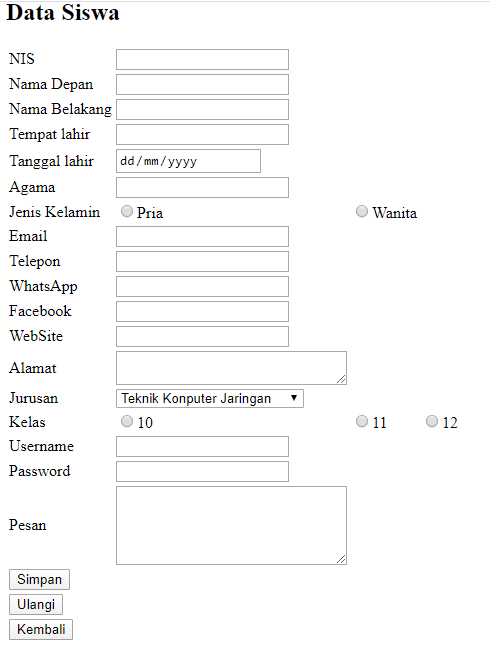 Data Siswa
NIS
Nama Depan
Nama Belakang
Tempat lahir
Tanggal lahir dd/mm/yyyy
Agama
Jenis Kelamin Pria Wanita
Email
Telepon
WhatsApp
Facebook
WebSite
Alamat
Jurusan Teknik Konputer Jaringan
Kelas 10 11 12
Username
Password
Pesan
Simpan
Ulangi
Kembali